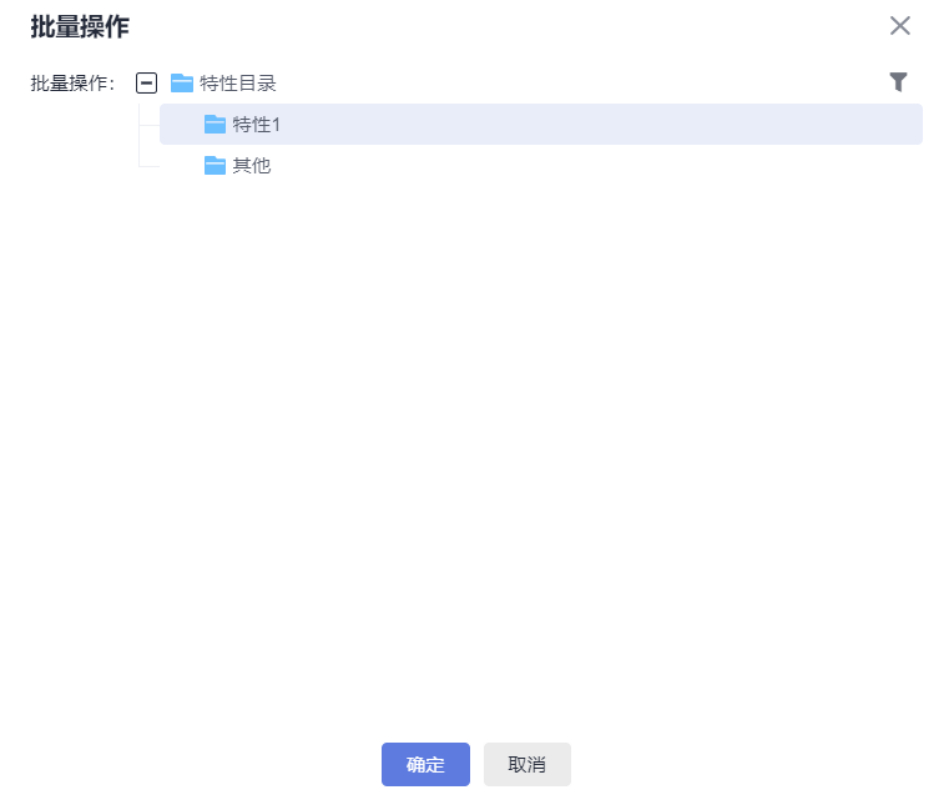 批量操作
批量操作： 特性目录
特性1
其他
确定 取消